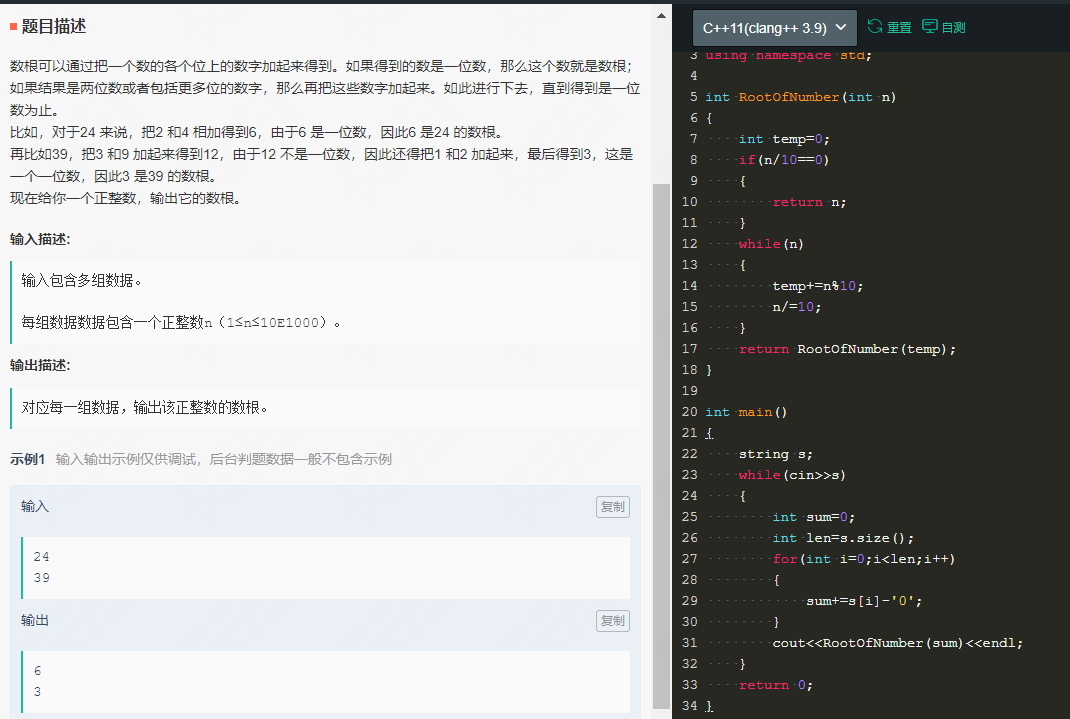 题目描述
数根可以通过把一个数的各个位上的数字加起来得到。如果得到的数是一位数，那么这个数就是数根；
如果结果是两位数或者包括更多位的数字，那么再把这些数字加起来。如此进行下去，直到得到是一位
数为止。
比如，对于24 来说，把2 和4 相加得到6，由于6 是一位数，因此6 是24 的数根。
再比如39，把3 和9 加起来得到12，由于12 不是一位数，因此还得把1 和2 加起来，最后得到3，这是
一个一位数，因此3 是39 的数根。
现在给你一个正整数，输出它的数根。
输入描述:
输入包含多组数据。
每组数据数据包含一个正整数n（1≤n≤10E1000）。
输出描述:
对应每一组数据，输出该正整数的数根。
示例1 输入输出示例仅供调试，后台判题数据一般不包含示例
输入 复制
24
39
输出 复制
6
3
C++11(clang++ 3.9) 重置 自测
3 using namespace std;
4
5 int RootOfNumber(int n)
6 {
7     int temp=0;
8     if(n/10==0)
9     {
10         return n;
11     }
12     while(n)
13     {
14         temp+=n%10;
15         n/=10;
16     }
17     return RootOfNumber(temp);
18 }
19
20 int main()
21 {
22     string s;
23     while(cin>>s)
24     {
25         int sum=0;
26         int len=s.size();
27         for(int i=0;i<len;i++)
28         {
29             sum+=s[i]-'0';
30         }
31         cout<<RootOfNumber(sum)<<endl;
32     }
33     return 0;
34 }